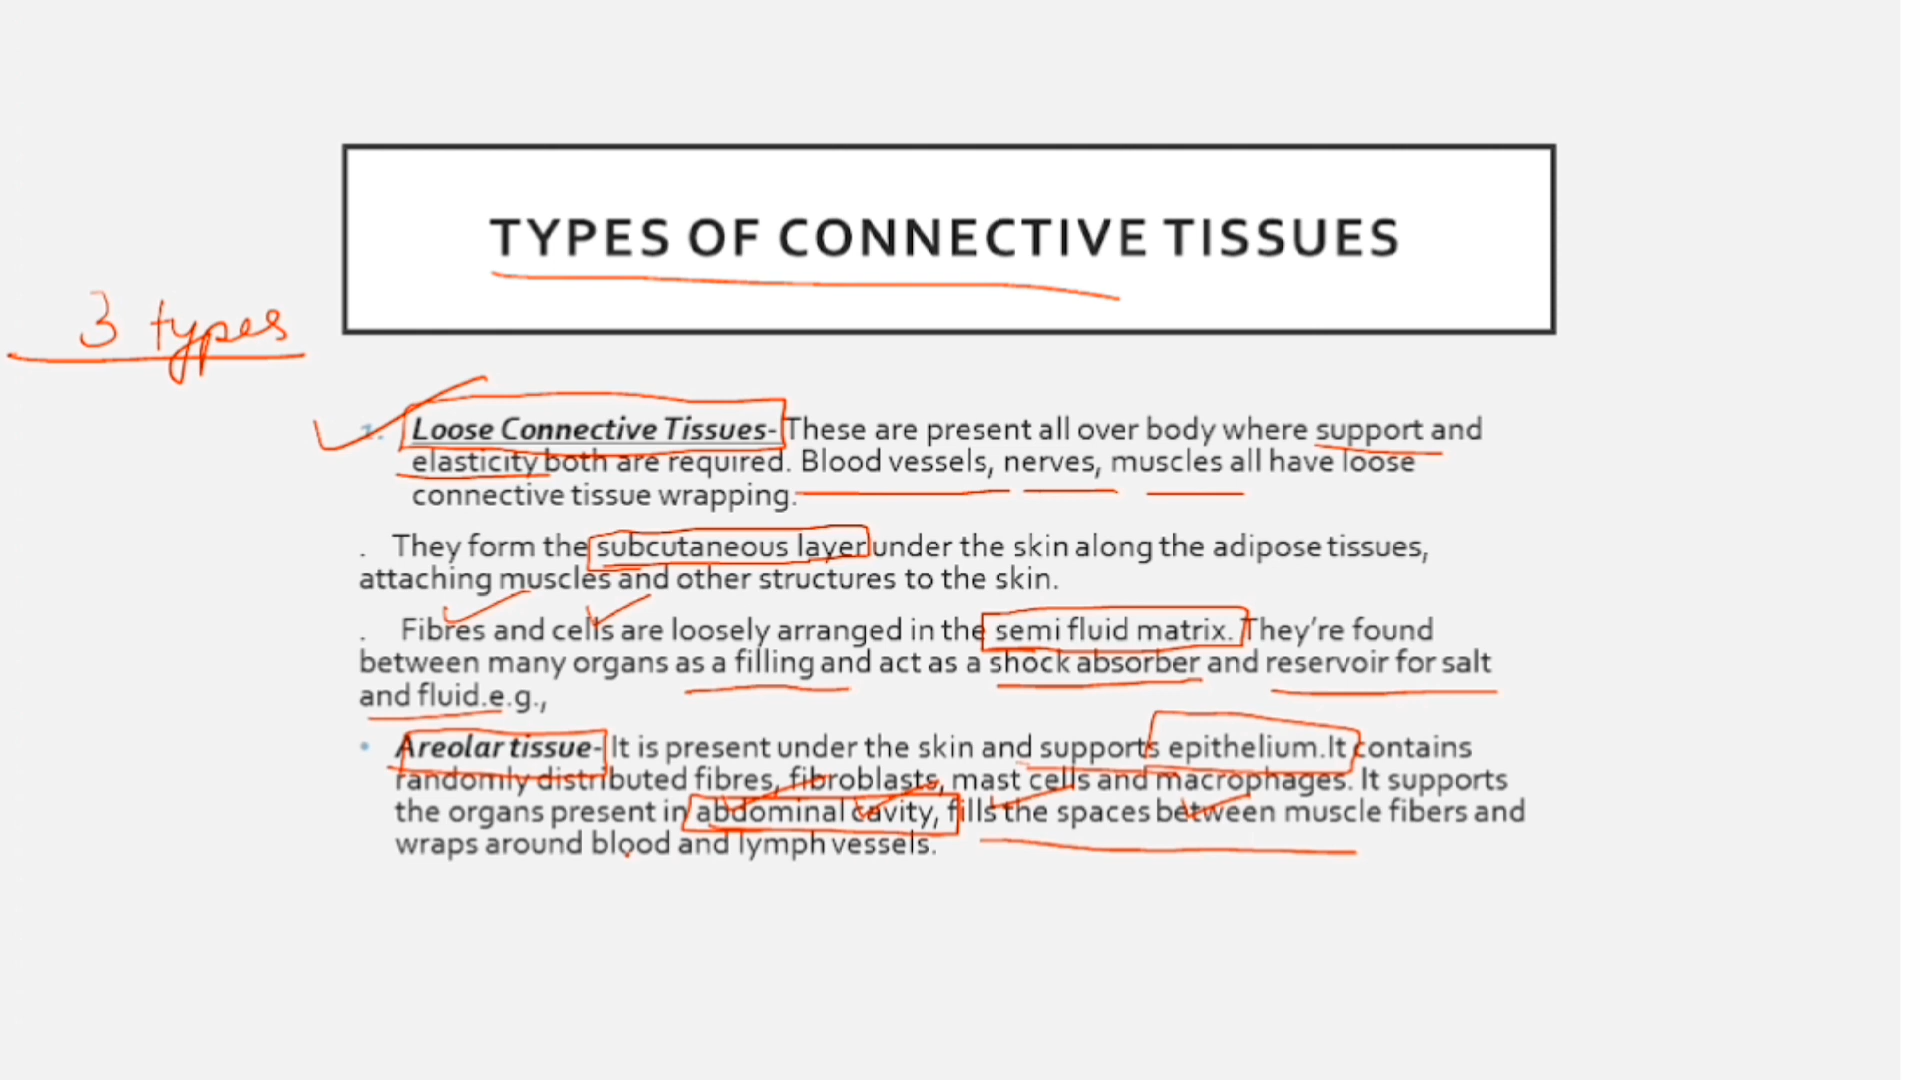 TYPES OF CONNECTIVE TISSUES
3 types
1. Loose Connective Tissues- These are present all over body where support and
elasticity both are required. Blood vessels, nerves, muscles all have loose
connective tissue wrapping.
. They form the subcutaneous layer under the skin along the adipose tissues,
attaching muscles and other structures to the skin.
. Fibres and cells are loosely arranged in the semi fluid matrix. They're found
between many organs as a filling and act as a shock absorber and reservoir for salt
and fluid.e.g.,
• Areolar tissue- It is present under the skin and supports epithelium.It contains
randomly distributed fibres, fibroblasts, mast cells and macrophages. It supports
the organs present in abdominal cavity, fills the spaces between muscle fibers and
wraps around blood and lymph vessels.